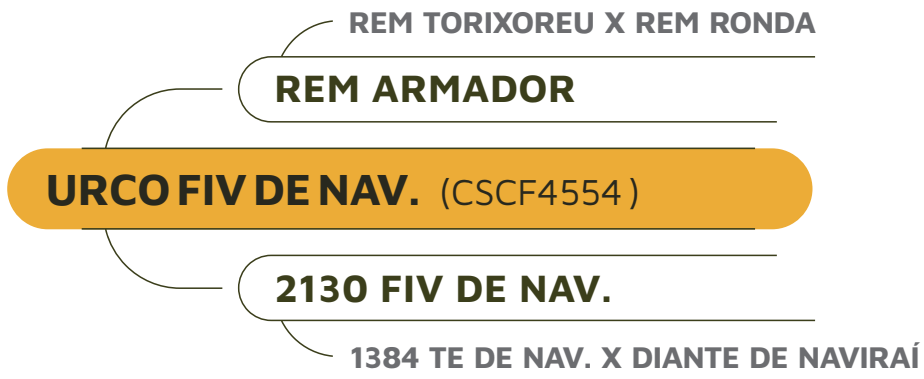 REM TORIXOREU X REM RONDA
REM ARMADOR
URCO FIV DE NAV. (CSCF4554 )
2130 FIV DE NAV.
1384 TE DE NAV. X DIANTE DE NAVIRAÍ